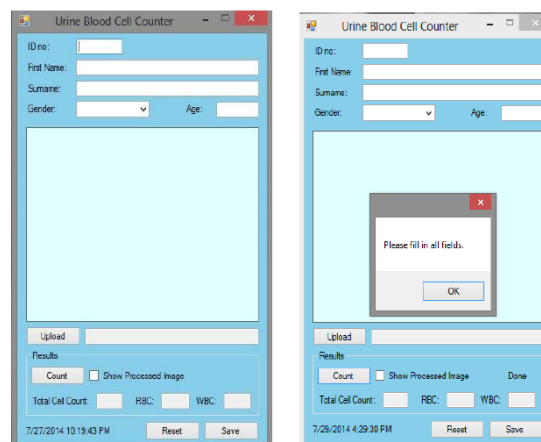 Urine Blood Cell Counter
ID no:
First Name:
Surname:
Gender:
Age:
Upload
Results
Count
Show Processed Image
Total Cell Count:
RBC:
WBC:
7/27/2014 10:19:43 PM
Reset
Save
Urine Blood Cell Counter
ID no:
First Name:
Surname:
Gender:
Age:
Please fill in all fields.
OK
Upload
Results
Count
Show Processed Image
Done
Total Cell Count:
RBC:
WBC:
7/29/2014 4:29:30 PM
Reset
Save